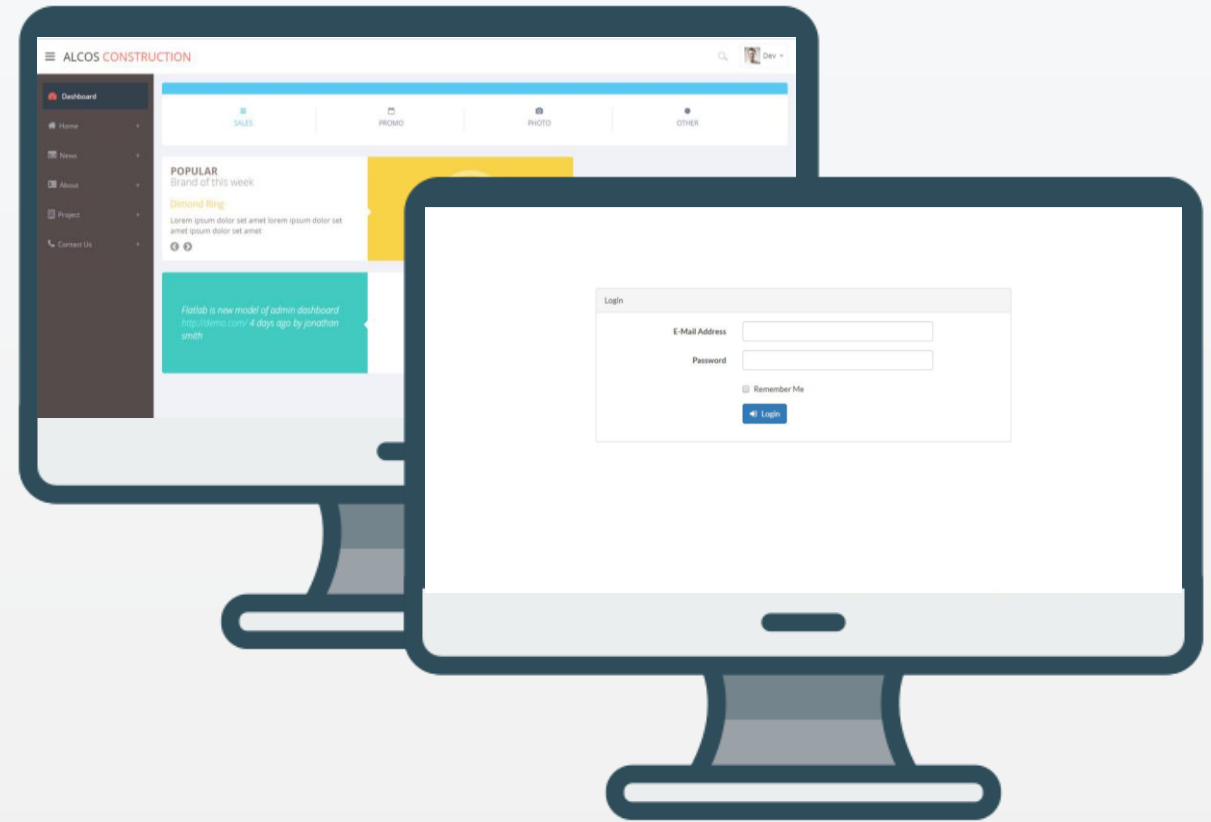 ALCOS CONSTRUCTION
Dev
Dashboard
Home
News
About
Project
Contact Us
SALES
PROMO
PHOTO
OTHER
POPULAR
Brand of this week
Dimond Ring
Lorem ipsum dolor set amet lorem ipsum dolor set
amet ipsum dolor set amet
Flatlab is new model of admin dashboard
http://demo.com/ 4 days ago by jonathan
smith
Login
E-Mail Address
Password
Remember Me
Login